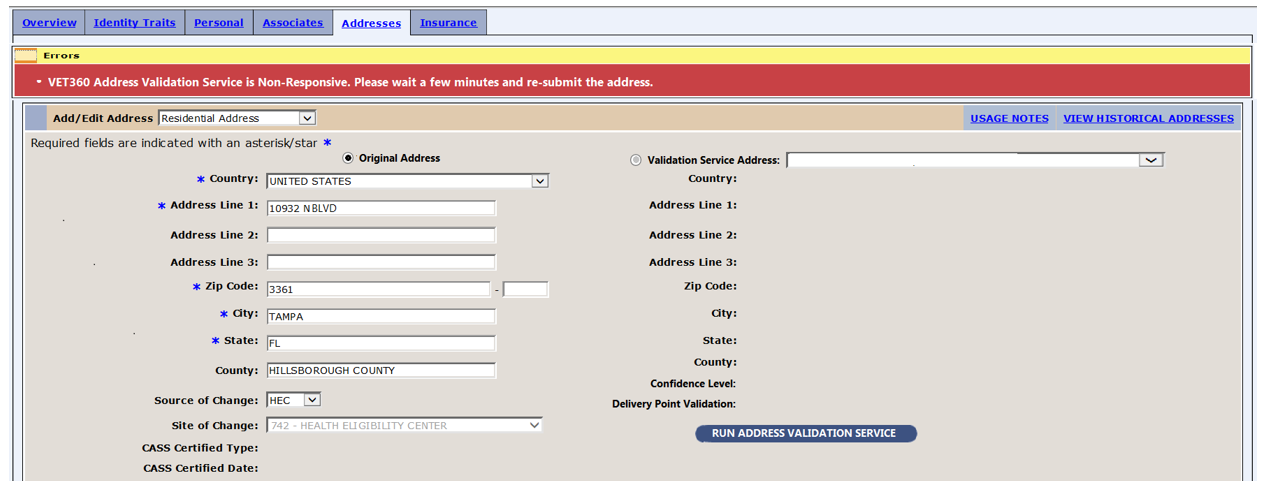 Overview Identity Traits Personal Associates Addresses Insurance
Errors
- VET360 Address Validation Service is Non-Responsive. Please wait a few minutes and re-submit the address.
Add/Edit Address Residential Address USAGE NOTES VIEW HISTORICAL ADDRESSES
Required fields are indicated with an asterisk/star *
Original Address Validation Service Address:
* Country: UNITED STATES Country:
* Address Line 1: 10932 NBLVD Address Line 1:
Address Line 2: Address Line 2:
Address Line 3: Address Line 3:
* Zip Code: 3361 - Zip Code:
* City: TAMPA City:
* State: FL State:
County: HILLSBOROUGH COUNTY County:
Confidence Level:
Source of Change: HEC Delivery Point Validation:
Site of Change: 742 - HEALTH ELIGIBILITY CENTER
RUN ADDRESS VALIDATION SERVICE
CASS Certified Type:
CASS Certified Date: